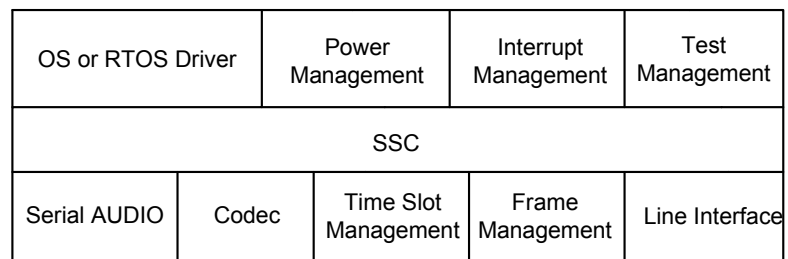 OS or RTOS Driver
Power
Management
Interrupt
Management
Test
Management
SSC
Serial AUDIO
Codec
Time Slot
Management
Frame
Management
Line Interface